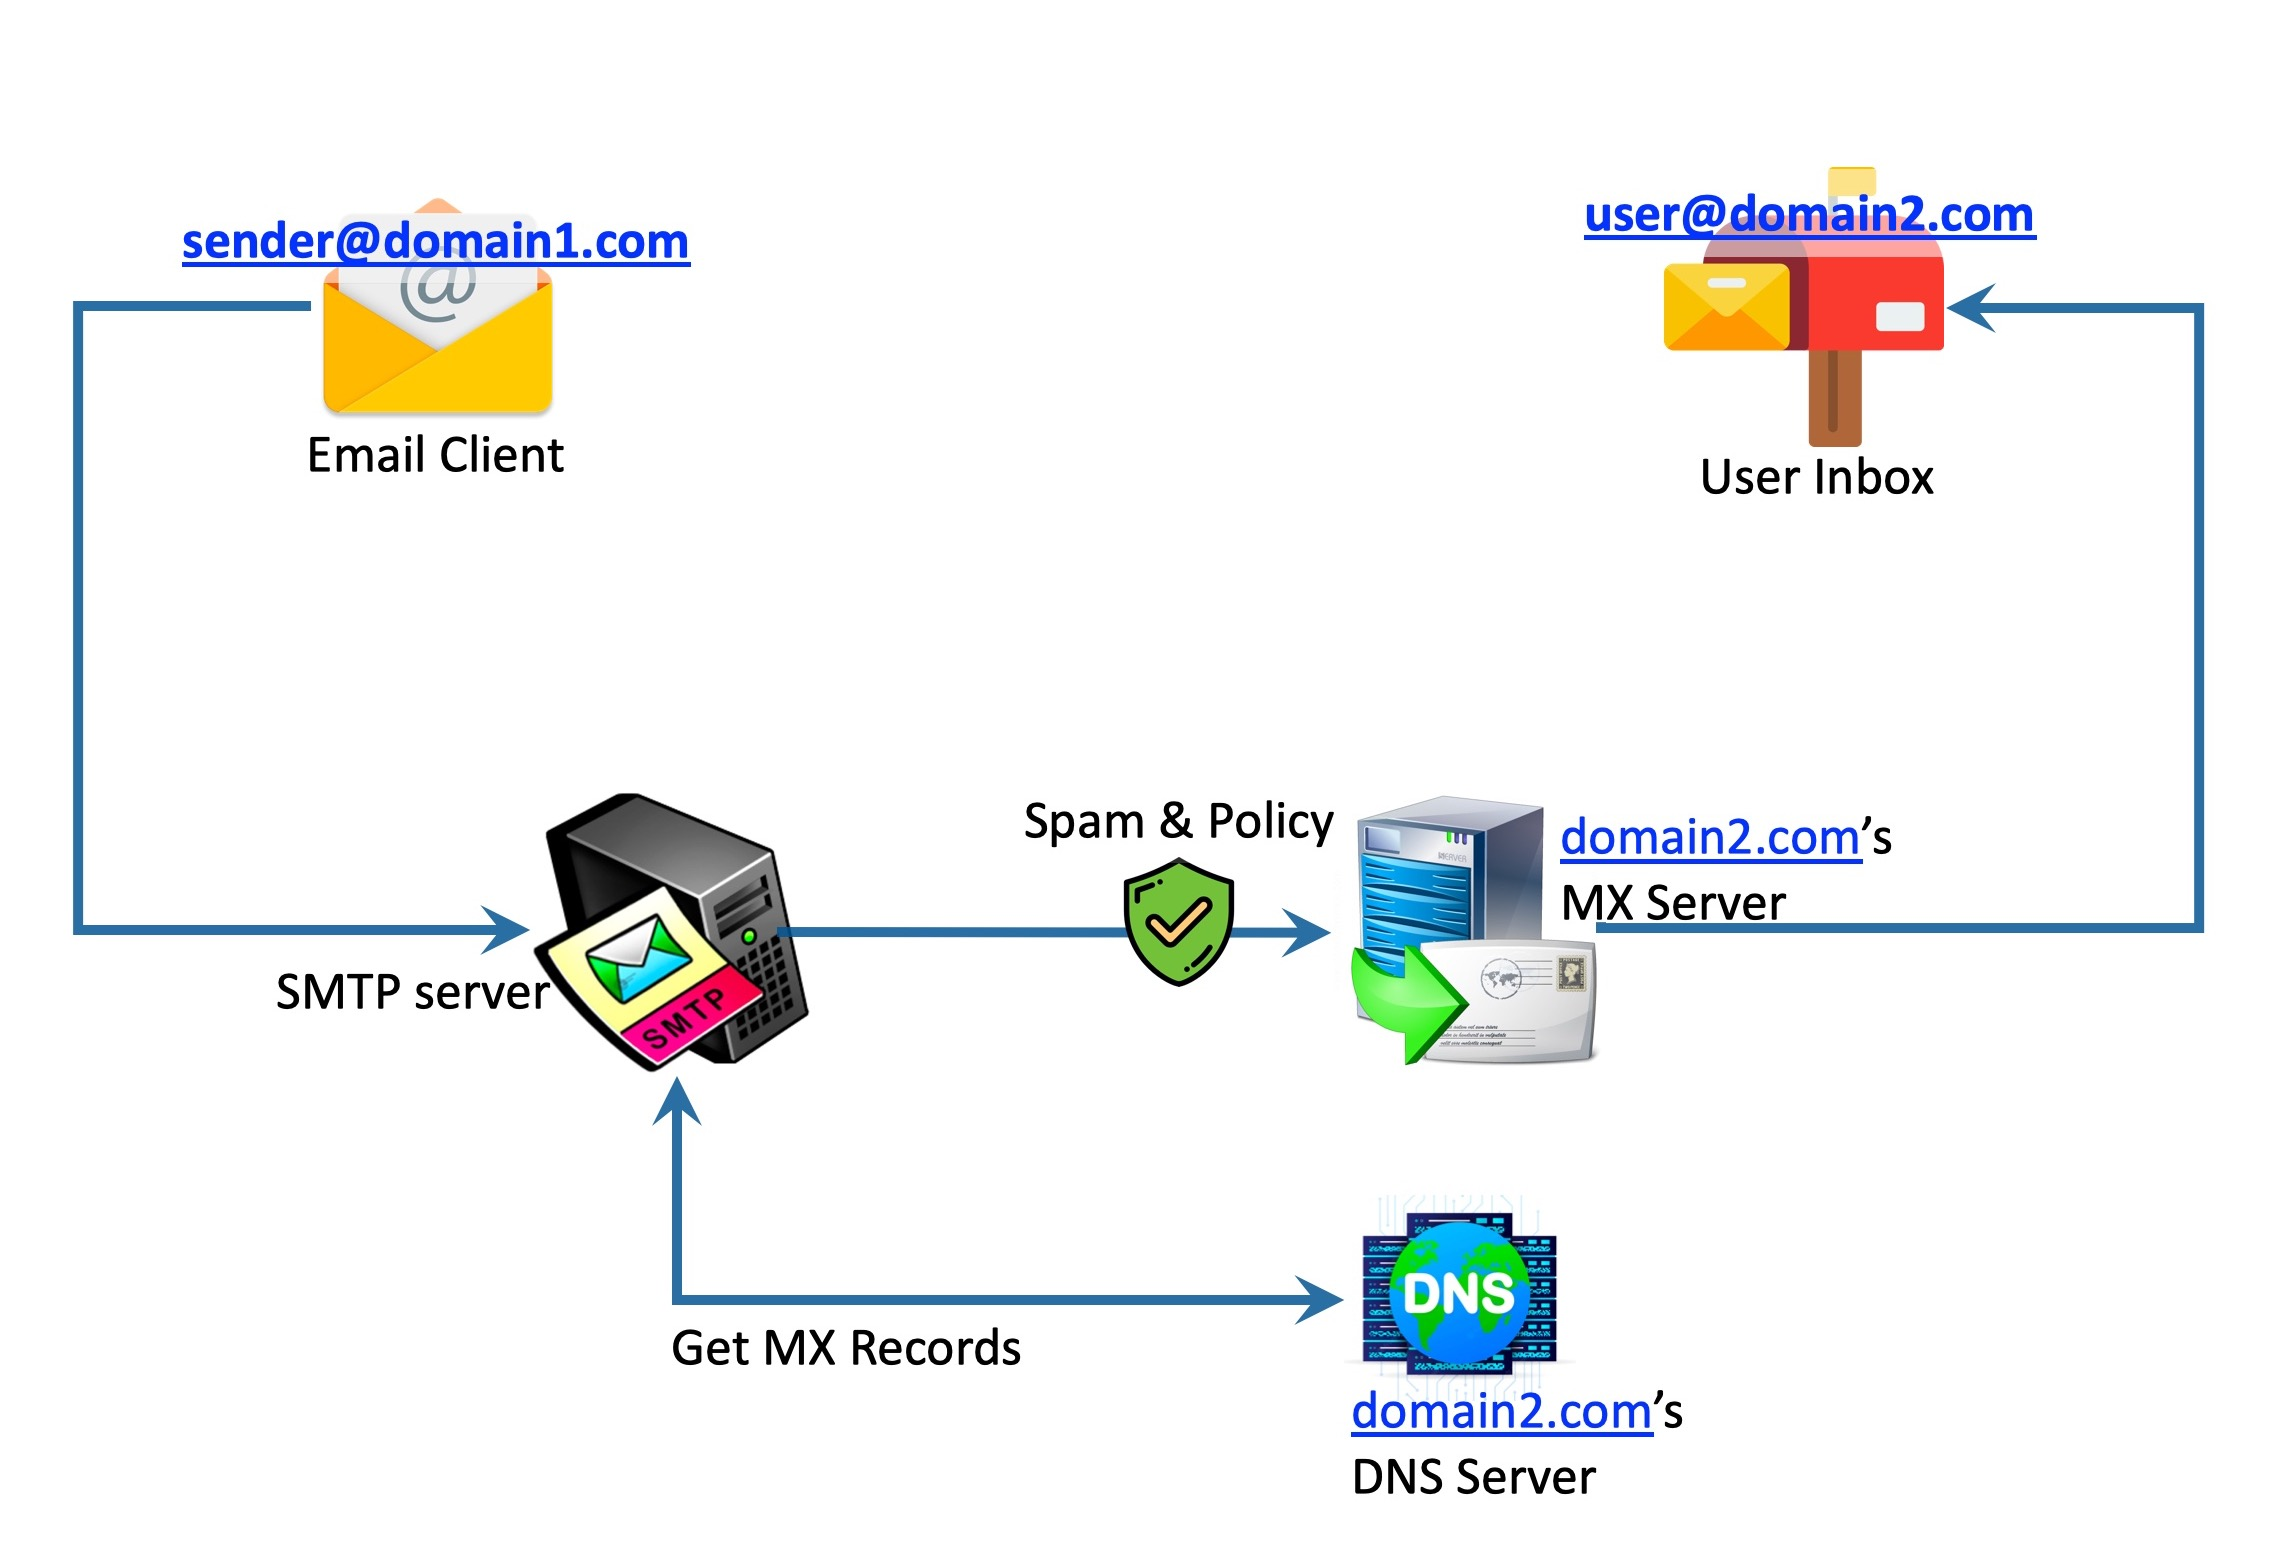 sender@domain1.com
@
Email Client
user@domain2.com
User Inbox
SMTP server
SMTP
Spam & Policy
SERVER
domain2.com’s
MX Server
Get MX Records
DNS
domain2.com’s
DNS Server